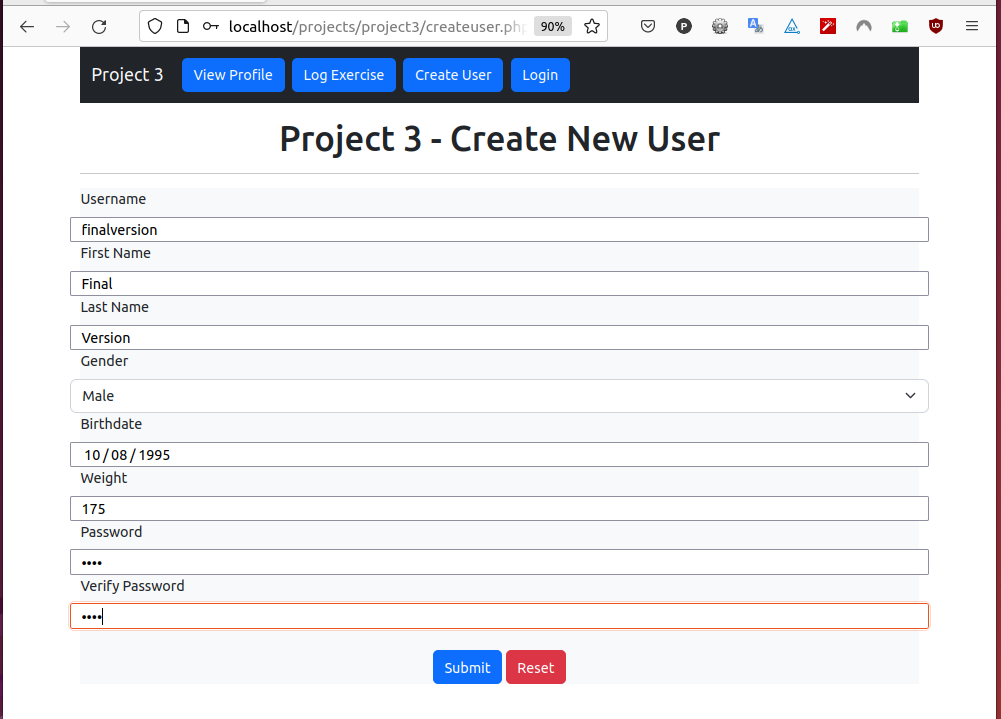 localhost/projects/project3/createuser.php 90%
Project 3 View Profile Log Exercise Create User Login
Project 3 - Create New User
Username
finalversion
First Name
Final
Last Name
Version
Gender
Male
Birthdate
10 / 08 / 1995
Weight
175
Password
••••
Verify Password
••••
Submit Reset